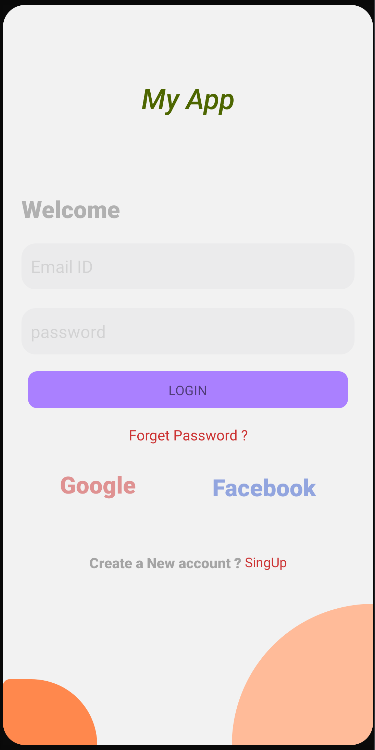 My App
Welcome
Email ID
password
LOGIN
Forget Password ?
Google Facebook
Create a New account ? SingUp